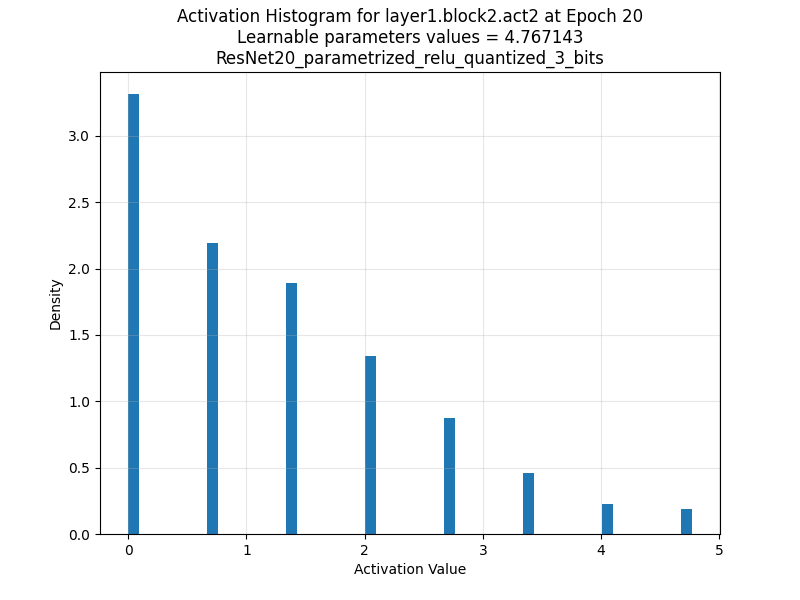 Activation Histogram for layer1.block2.act2 at Epoch 20
Learnable parameters values = 4.767143
ResNet20_parametrized_relu_quantized_3_bits
3.0
2.5
2.0
1.5
1.0
0.5
0.0
Density
0 1 2 3 4 5
Activation Value